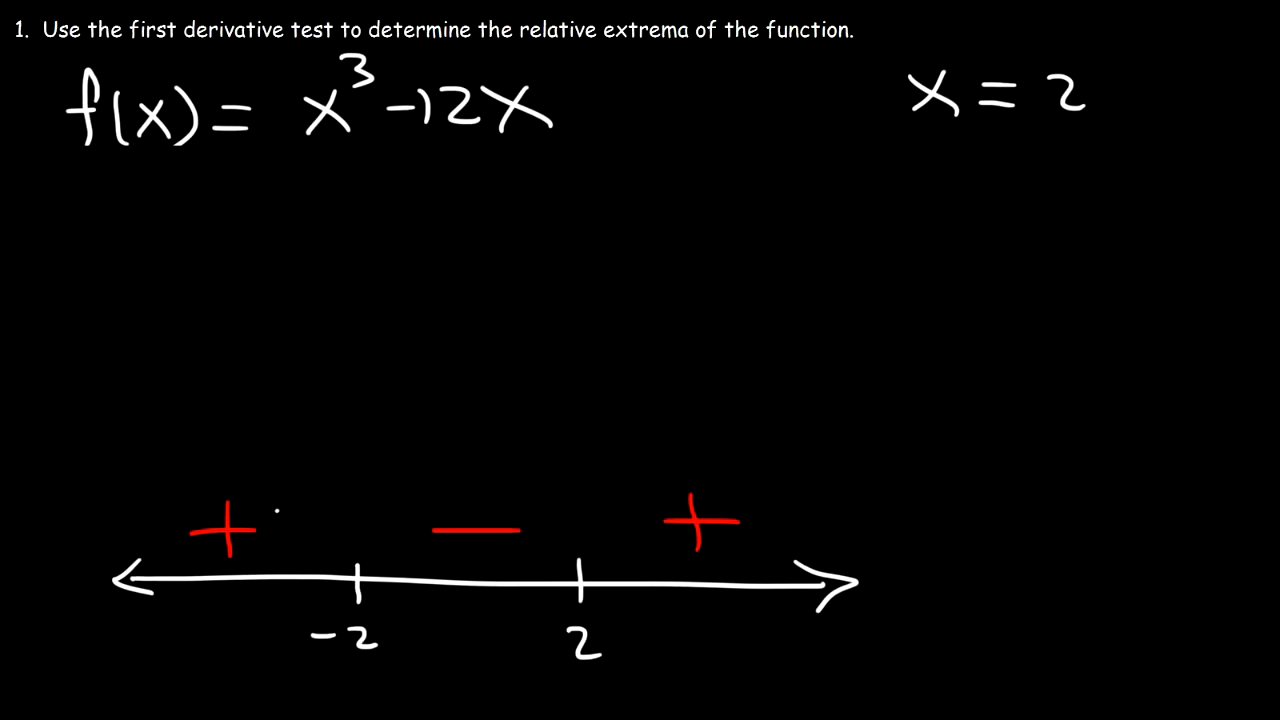 1. Use the first derivative test to determine the relative extrema of the function.
f(x) = x³ -12x
x = 2
+ — +
-2 2